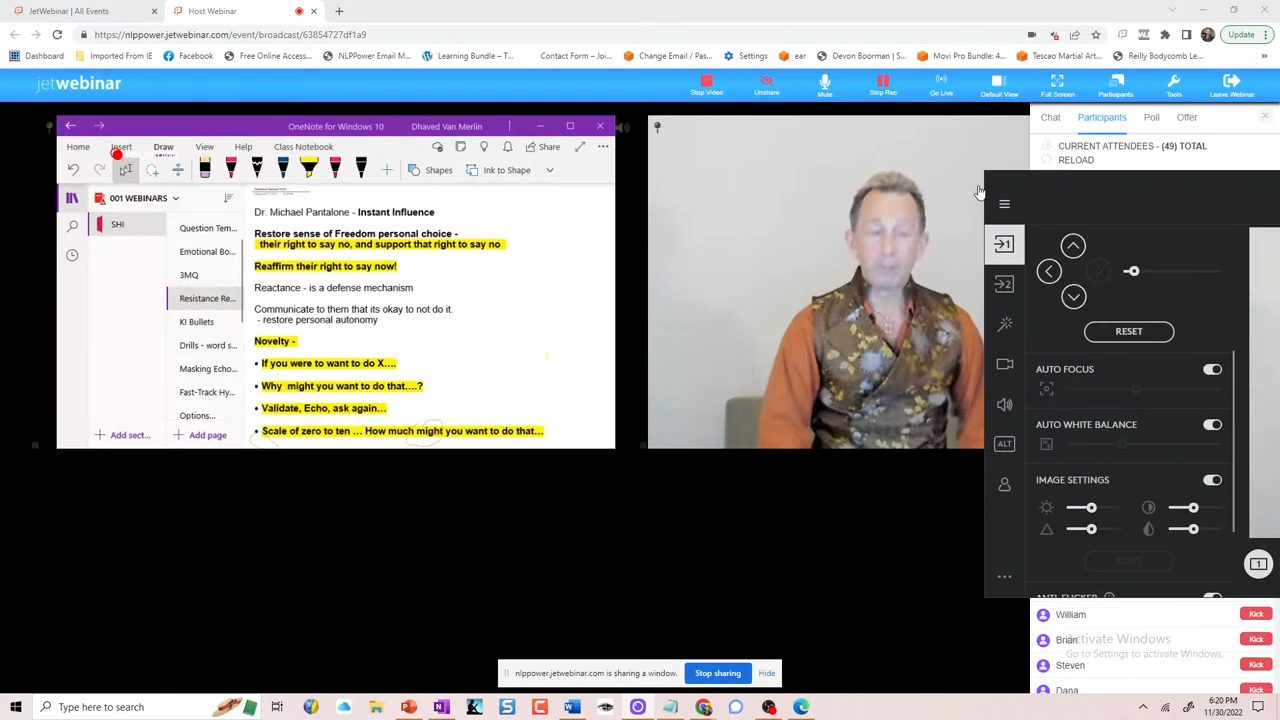 JetWebinar | All Events
Host Webinar
https://nlppower.jetwebinar.com/event/broadcast/63854727df1a9
Update
Dashboard
Imported From IE
Facebook
Free Online Access...
NLPPower Email M...
Learning Bundle – T...
Contact Form – Joi...
Change Email / Pas...
Settings
ear
Devon Boorman | S...
Movi Pro Bundle: 4...
Tescao Martial Art...
Reilly Bodycomb Le...
jetwebinar
Stop Video
Unshare
Mute
Stop Rec
Go Live
Default View
Full Screen
Participants
Tools
Leave Webinar
OneNote for Windows 10
Dhaved Van Merlin
Home
Insert
Draw
View
Help
Class Notebook
Share
Shapes
Ink to Shape
001 WEBINARS
SHI
Question Tem...
Emotional Bo...
3MQ
Resistance Re...
KI Bullets
Drills - word s...
Masking Echo...
Fast-Track Hy...
Options...
Add sect...
Add page
Dr. Michael Pantalone - Instant Influence
Restore sense of Freedom personal choice -
their right to say no, and support that right to say no
Reaffirm their right to say now!
Reactance - is a defense mechanism
Communicate to them that its okay to not do it.
- restore personal autonomy
Novelty -
• If you were to want to do X....
• Why might you want to do that....?
• Validate, Echo, ask again...
• Scale of zero to ten ... How much might you want to do that...
Chat
Participants
Poll
Offer
CURRENT ATTENDEES - (49) TOTAL
RELOAD
1
2
RESET
AUTO FOCUS
AUTO WHITE BALANCE
IMAGE SETTINGS
RESET
ALT
ANTI-FLICKER
1
William
Kick
Brian
Kick
Steven
Kick
Dana
Kick
Activate Windows
Go to Settings to activate Windows.
nlppower.jetwebinar.com is sharing a window.
Stop sharing
Hide
Type here to search
6:20 PM
11/30/2022